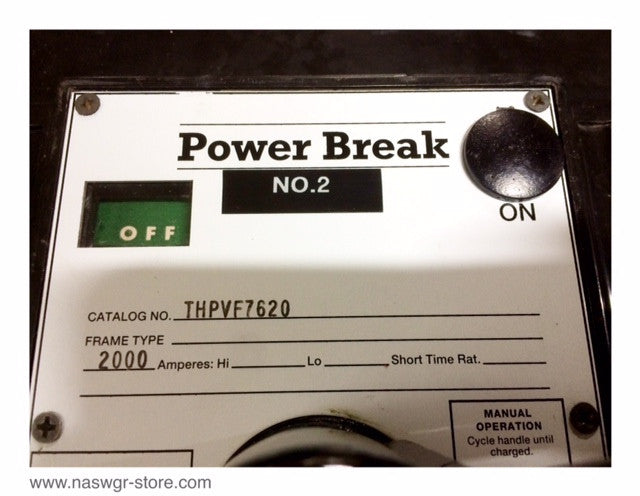 Power Break
NO.2
OFF
ON
CATALOG NO. THPVF7620
FRAME TYPE
2000 Amperes: Hi Lo Short Time Rat.
MANUAL
OPERATION
Cycle handle until
charged.
www.naswgr-store.com